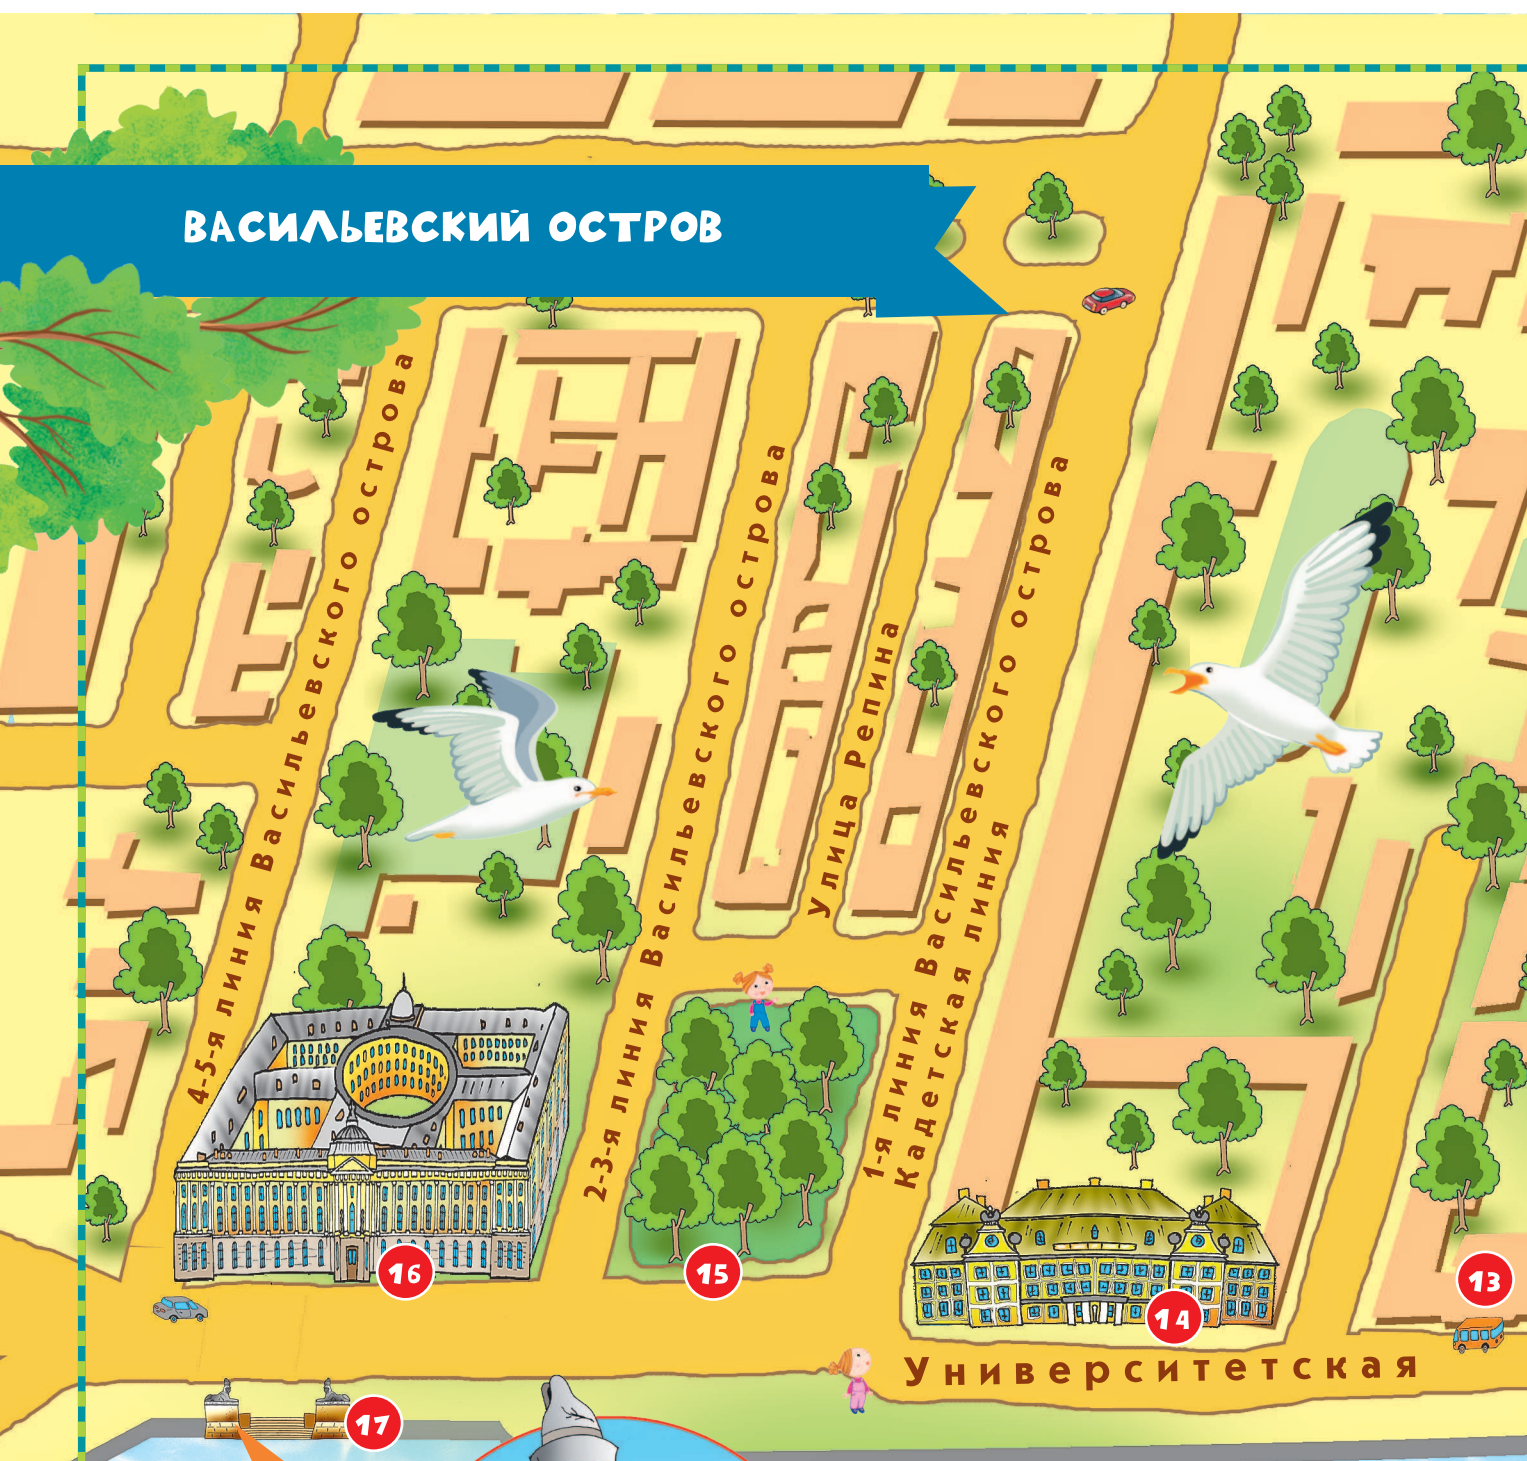 ВАСИЛЬЕВСКИЙ ОСТРОВ
4-5-я линия Васильевского острова
2-3-я линия Васильевского острова
Улица Репина
1-я линия Васильевского острова
Кадетская линия
16
15
14
13
Университетская
17